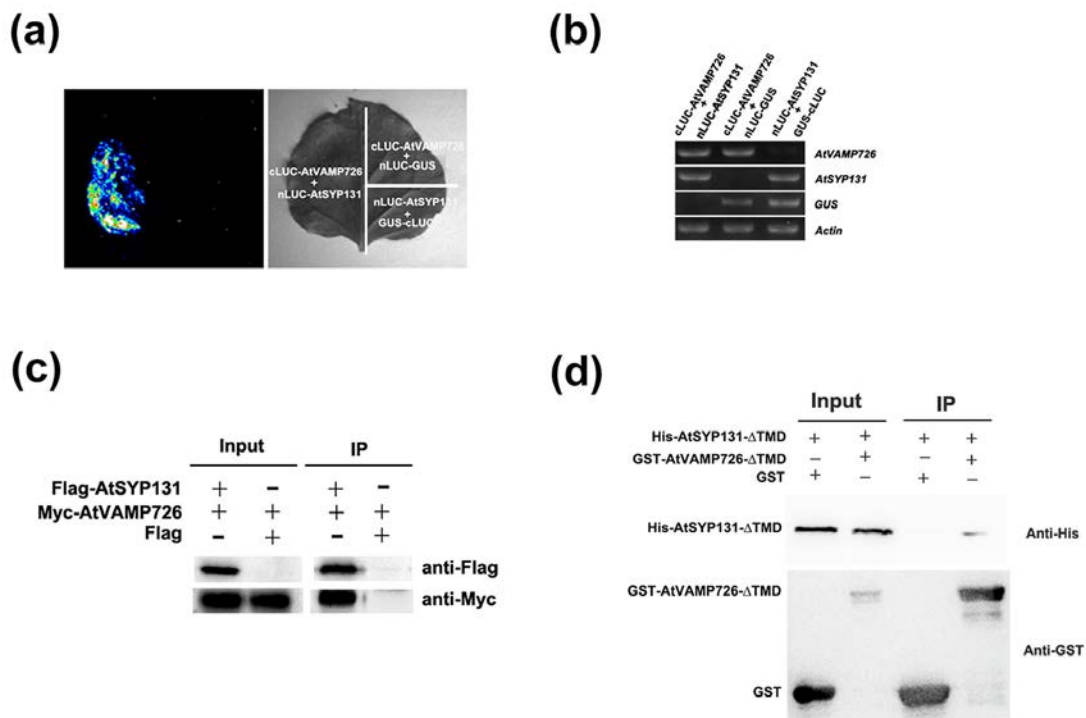 (a)
cLUC-AtVAMP726
+
nLUC-AtSYP131
cLUC-AtVAMP726
+
nLUC-GUS
nLUC-AtSYP131
+
GUS-cLUC
(b)
cLUC-AtVAMP726
+
nLUC-AtSYP131
cLUC-AtVAMP726
+
nLUC-GUS
nLUC-AtSYP131
+
GUS-cLUC
AtVAMP726
AtSYP131
GUS
Actin
(c)
Input IP
Flag-AtSYP131 + - + -
Myc-AtVAMP726 + + + +
Flag - + - +
anti-Flag
anti-Myc
(d)
Input IP
His-AtSYP131-ΔTMD + + + +
GST-AtVAMP726-ΔTMD - + - +
GST + - + -
His-AtSYP131-ΔTMD Anti-His
GST-AtVAMP726-ΔTMD
Anti-GST
GST